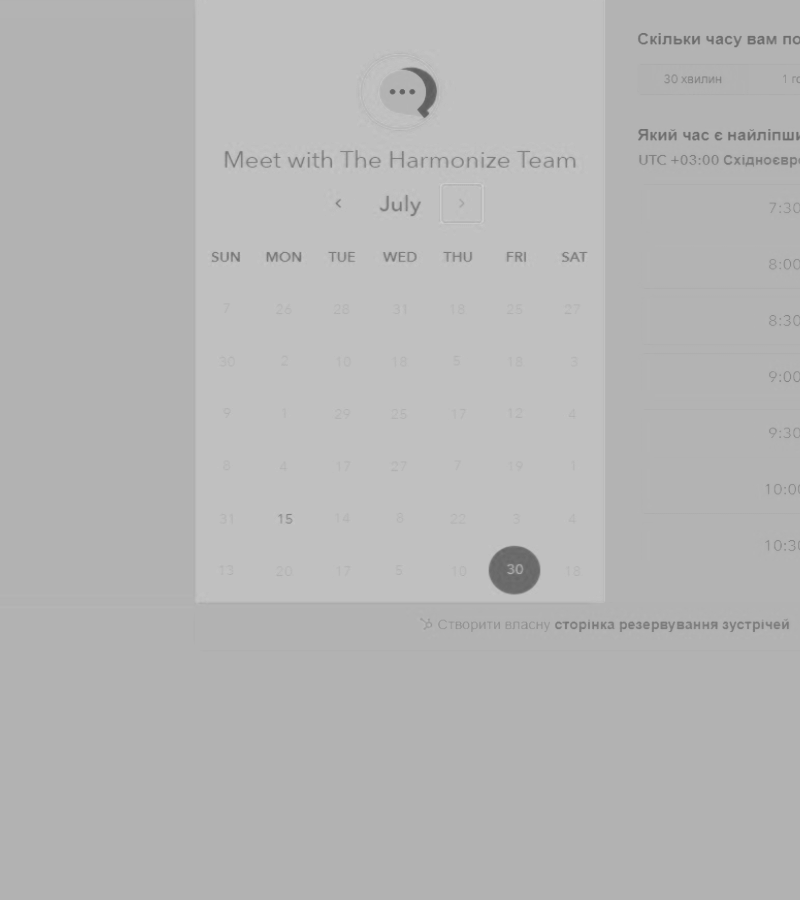 Meet with The Harmonize Team
July
SUN MON TUE WED THU FRI SAT
7 26 28 31 18 25 27
30 2 10 18 5 18 3
9 1 29 25 17 12 4
4 17 27 7 19 1
31 15 14 22 3 4
13 20 17 5 30 18
Скільки часу вам по
30 хвилин 1 го
Який час є найліпши
UTC +03:00 Східноєвро
7:30
8:00
8:30
9:00
9:30
10:00
10:30
Створити власну сторінка резервування зустрічей